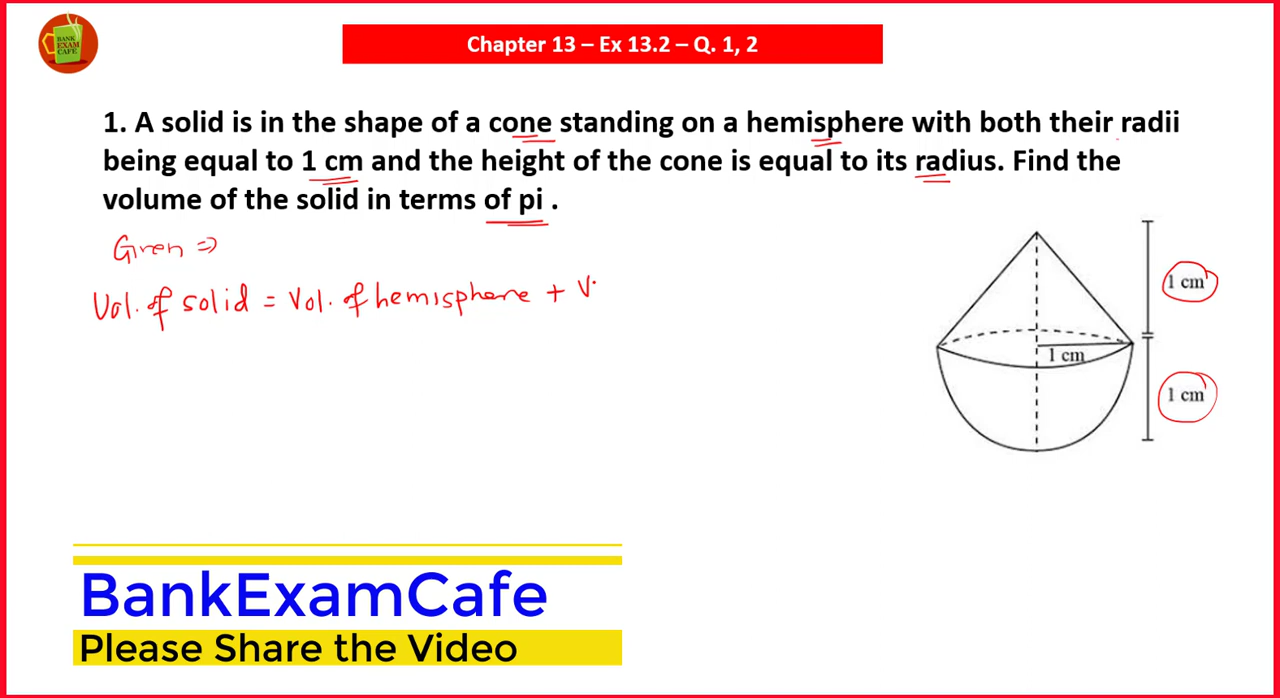 BANK
EXAM
CAFE
Chapter 13 – Ex 13.2 – Q. 1, 2
1. A solid is in the shape of a cone standing on a hemisphere with both their radii
being equal to 1 cm and the height of the cone is equal to its radius. Find the
volume of the solid in terms of pi .
Given ⇒
Vol. of solid = Vol. of hemisphere + V.
1 cm
1 cm
1 cm
BankExamCafe
Please Share the Video